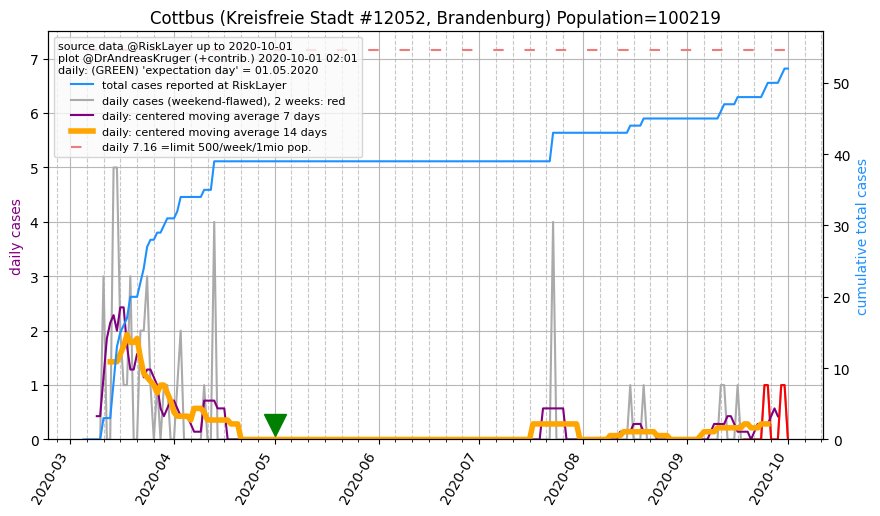 Cottbus (Kreisfreie Stadt #12052, Brandenburg) Population=100219
source data @RiskLayer up to 2020-10-01
plot @DrAndreasKruger (+contrib.) 2020-10-01 02:01
daily: (GREEN) 'expectation day' = 01.05.2020
total cases reported at RiskLayer
daily cases (weekend-flawed), 2 weeks: red
daily: centered moving average 7 days
daily: centered moving average 14 days
daily 7.16 =limit 500/week/1mio pop.
daily cases
7
6
5
4
3
2
1
0
cumulative total cases
50
40
30
20
10
0
2020-03
2020-04
2020-05
2020-06
2020-07
2020-08
2020-09
2020-10